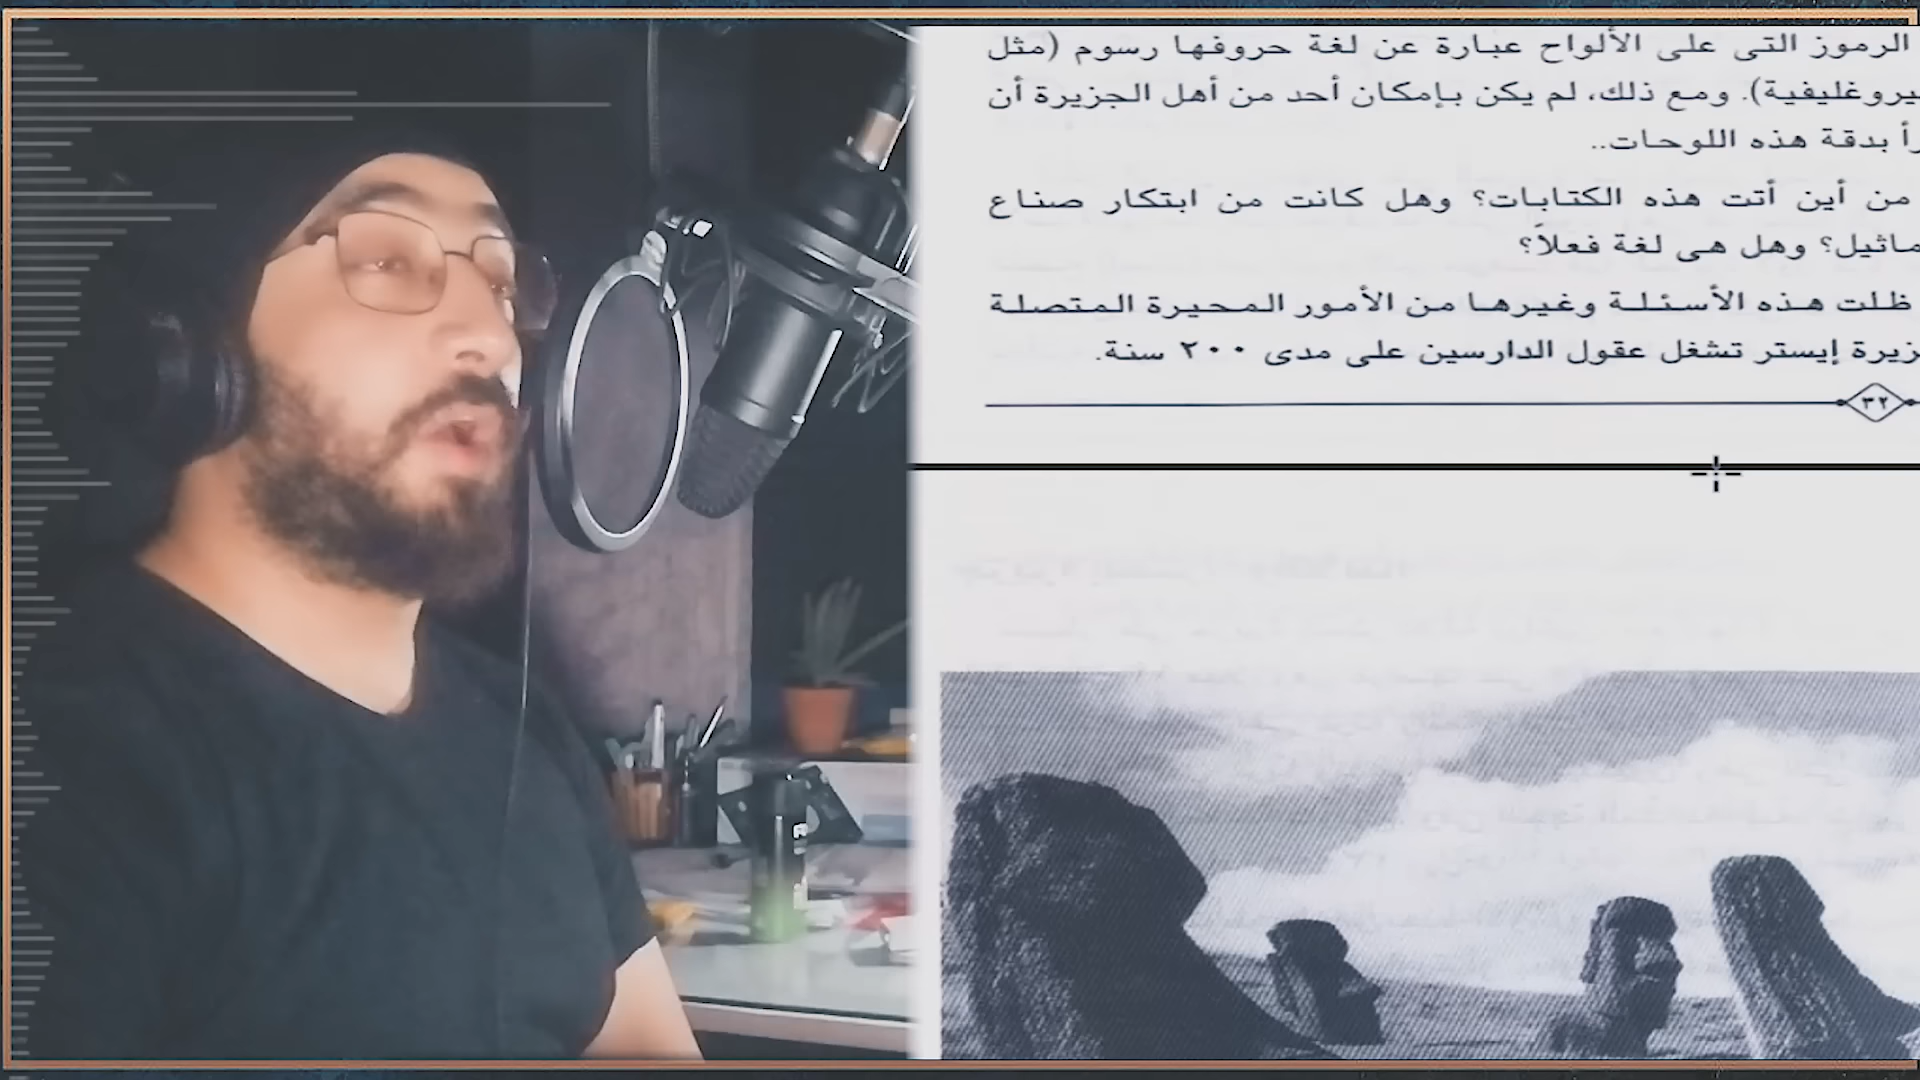 الرموز التى على الألواح عبارة عن لغة حروفها رسوم (مثل
يروغليفية). ومع ذلك، لم يكن بإمكان أحد من أهل الجزيرة أن
رأ بدقة هذه اللوحات..
من أين أتت هذه الكتابات؟ وهل كانت من ابتكار صناع
ماثيل؟ وهل هى لغة فعلاً؟
ظلت هذه الأسئلة وغيرها من الأمور المحيرة المتصلة
زيرة إيستر تشغل عقول الدارسين على مدى ٢٠٠ سنة.
٣٢